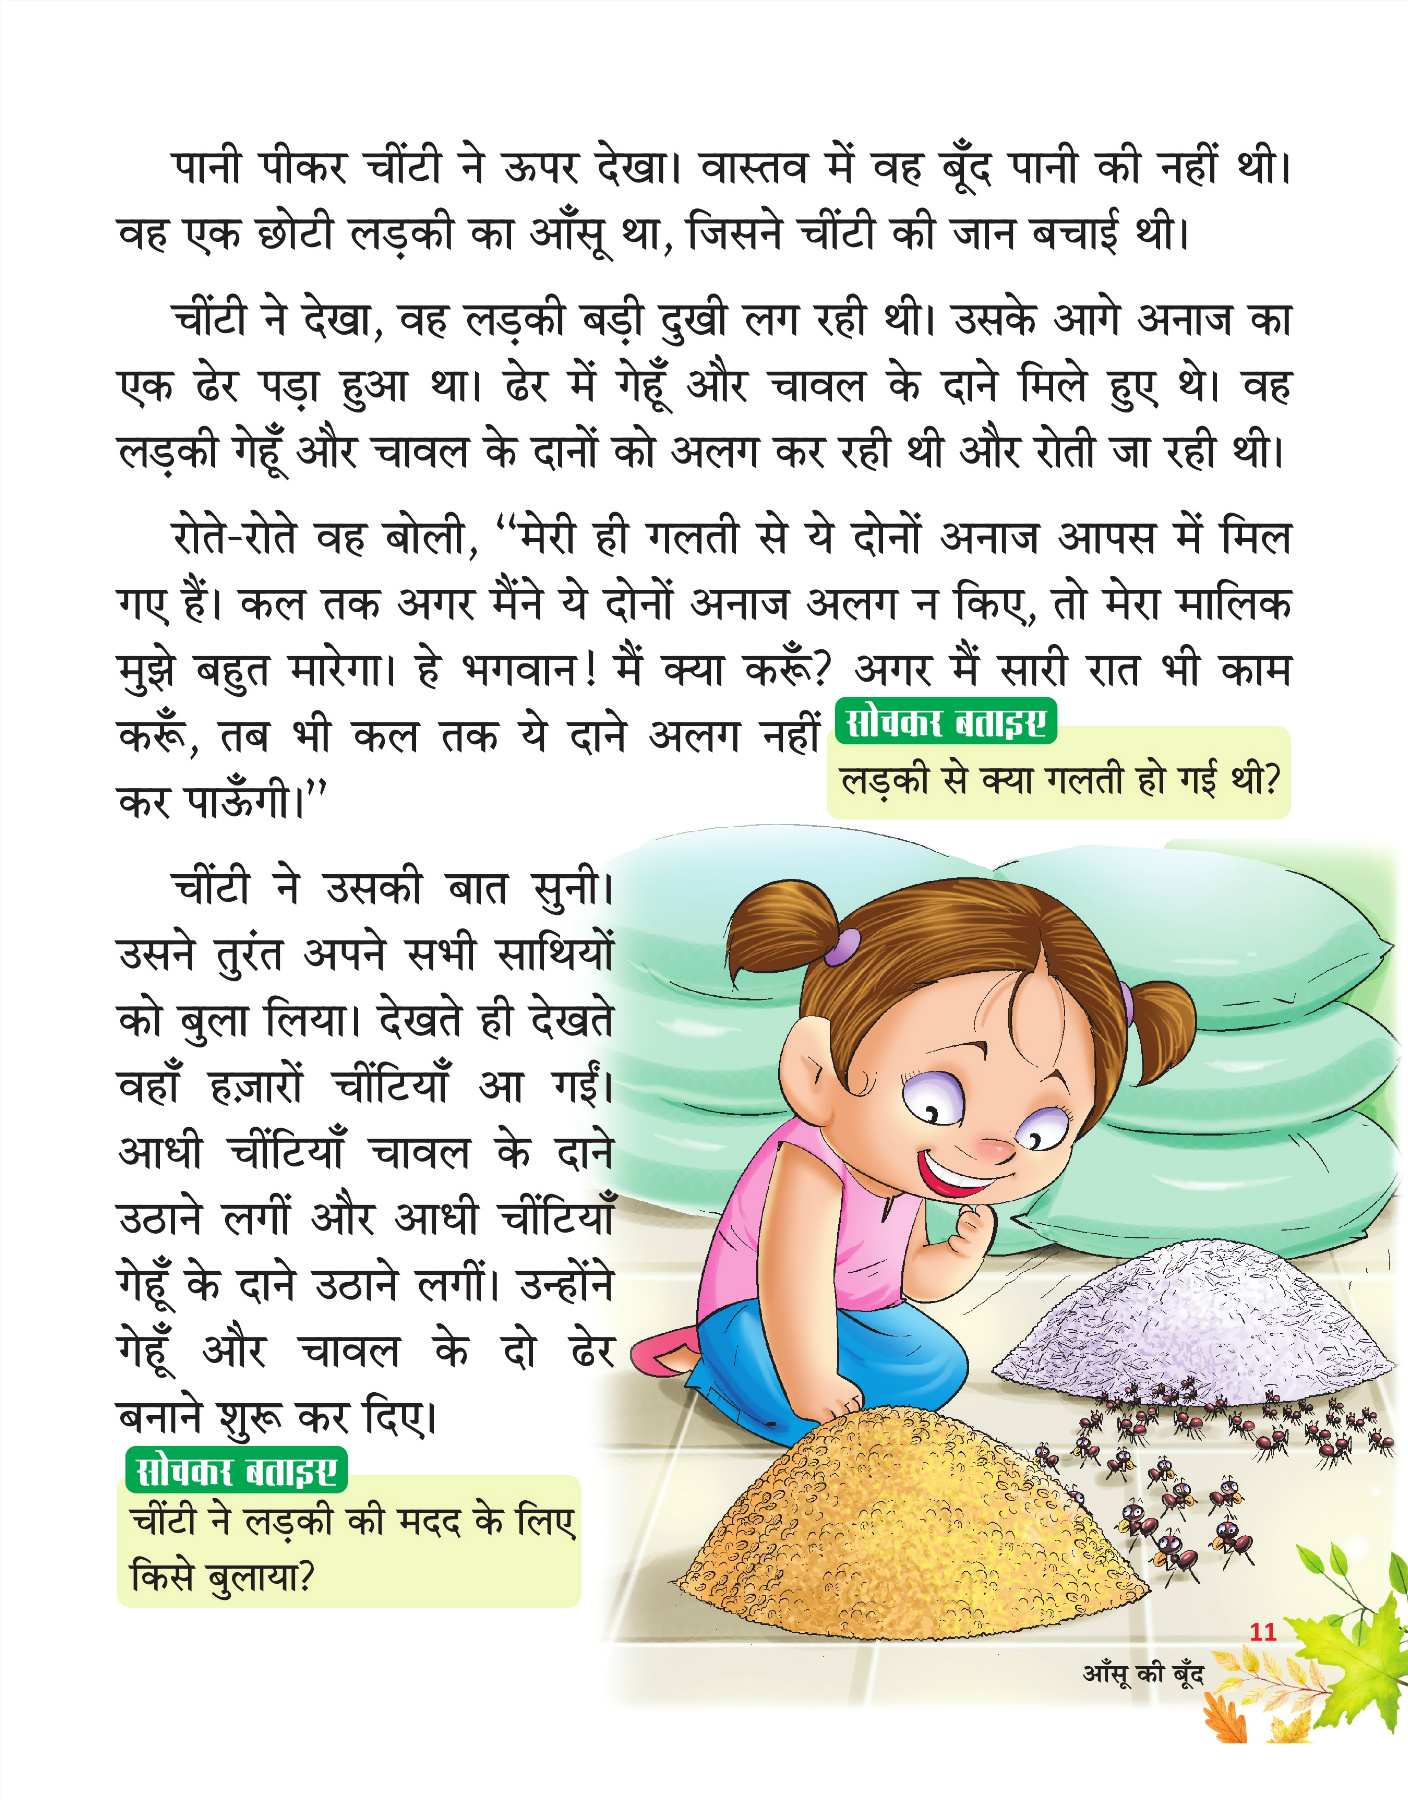 पानी पीकर चींटी ने ऊपर देखा। वास्तव में वह बूँद पानी की नहीं थी।
वह एक छोटी लड़की का आँसू था, जिसने चींटी की जान बचाई थी।
चींटी ने देखा, वह लड़की बड़ी दुखी लग रही थी। उसके आगे अनाज का
एक ढेर पड़ा हुआ था। ढेर में गेहूँ और चावल के दाने मिले हुए थे। वह
लड़की गेहूँ और चावल के दानों को अलग कर रही थी और रोती जा रही थी।
रोते-रोते वह बोली, “मेरी ही गलती से ये दोनों अनाज आपस में मिल
गए हैं। कल तक अगर मैंने ये दोनों अनाज अलग न किए, तो मेरा मालिक
मुझे बहुत मारेगा। हे भगवान! मैं क्या करूँ? अगर मैं सारी रात भी काम
करूँ, तब भी कल तक ये दाने अलग नहीं
कर पाऊँगी।”
सोचकर बताइए
लड़की से क्या गलती हो गई थी?
चींटी ने उसकी बात सुनी।
उसने तुरंत अपने सभी साथियों
को बुला लिया। देखते ही देखते
वहाँ हज़ारों चींटियाँ आ गईं।
आधी चींटियाँ चावल के दाने
उठाने लगीं और आधी चींटियाँ
गेहूँ के दाने उठाने लगीं। उन्होंने
गेहूँ और चावल के दो ढेर
बनाने शुरू कर दिए।
सोचकर बताइए
चींटी ने लड़की की मदद के लिए
किसे बुलाया?
11
आँसू की बूँद